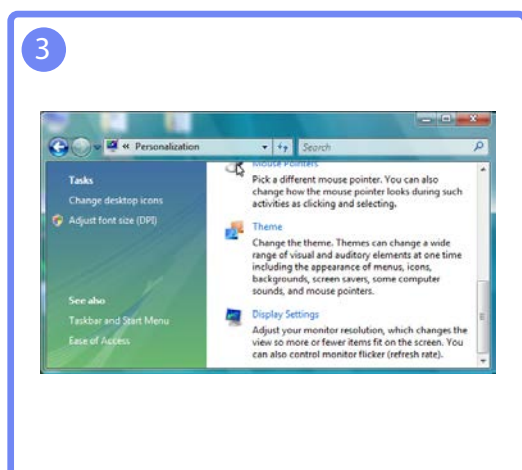 3
« Personalization
Search
Tasks
Change desktop icons
Adjust font size (DPI)
See also
Taskbar and Start Menu
Ease of Access
Mouse Pointers
Pick a different mouse pointer. You can also
change how the mouse pointer looks during such
activities as clicking and selecting.
Theme
Change the theme. Themes can change a wide
range of visual and auditory elements at one time
including the appearance of menus, icons,
backgrounds, screen savers, some computer
sounds, and mouse pointers.
Display Settings
Adjust your monitor resolution, which changes the
view so more or fewer items fit on the screen. You
can also control monitor flicker (refresh rate).